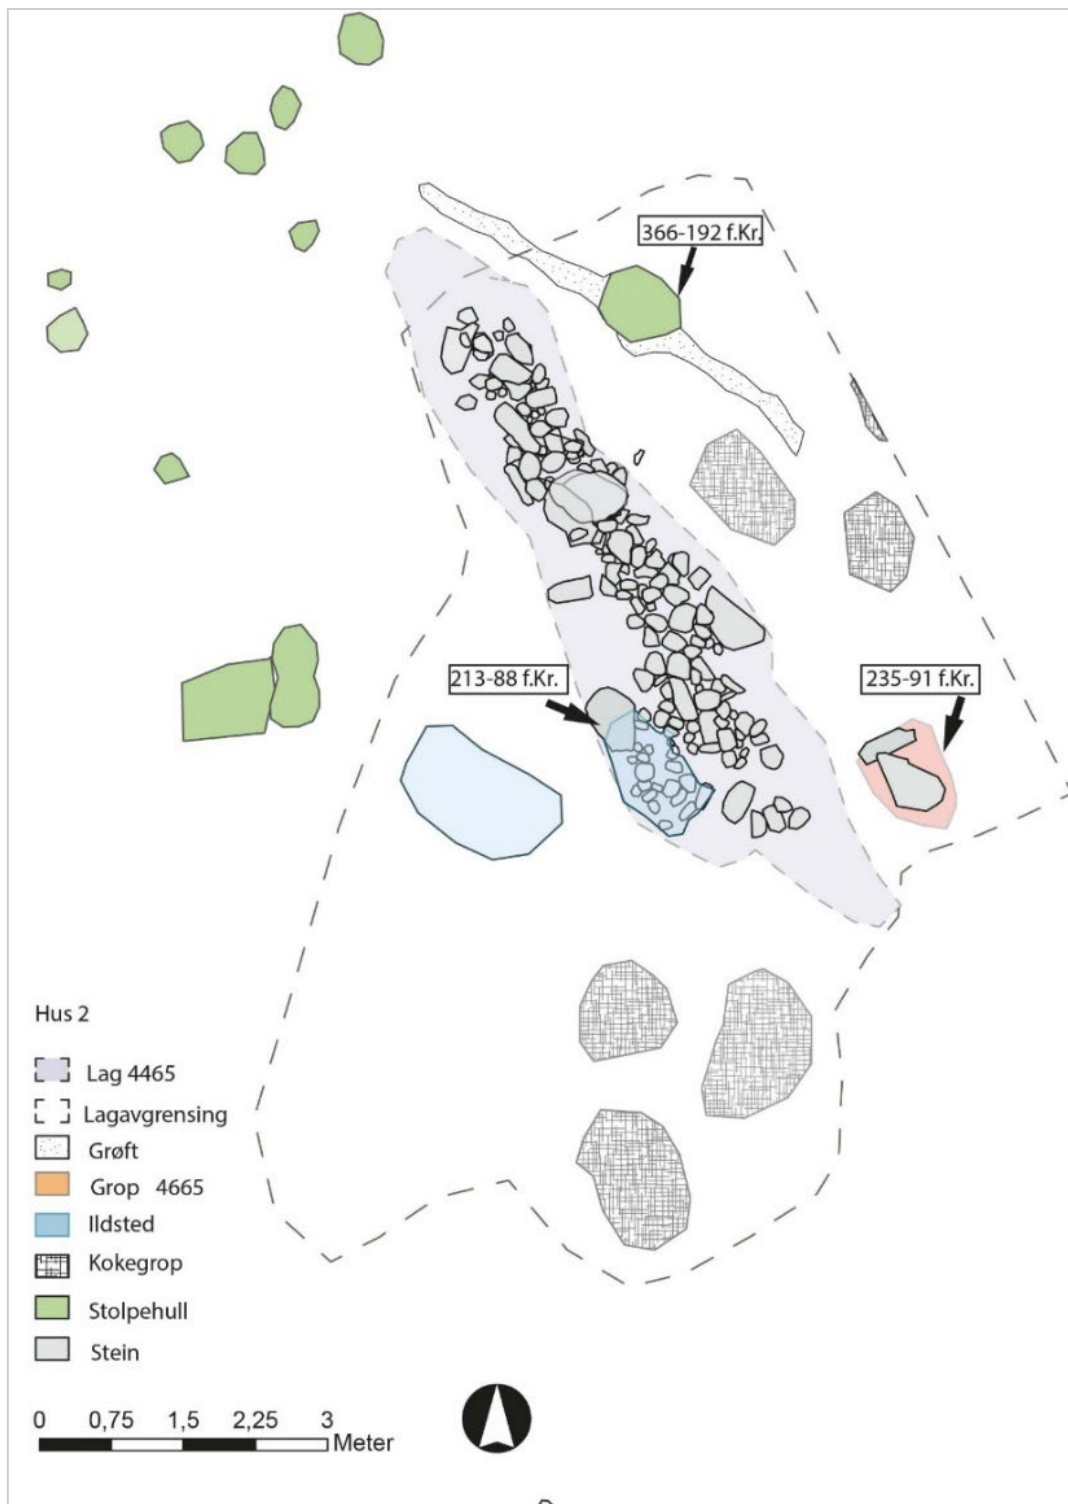 366-192 f.Kr.
213-88 f.Kr.
235-91 f.Kr.
Hus 2
Lag 4465
Lagavgrensing
Grøft
Grop 4665
Ildsted
Kokegrop
Stolpehull
Stein
0 0,75 1,5 2,25 3
Meter